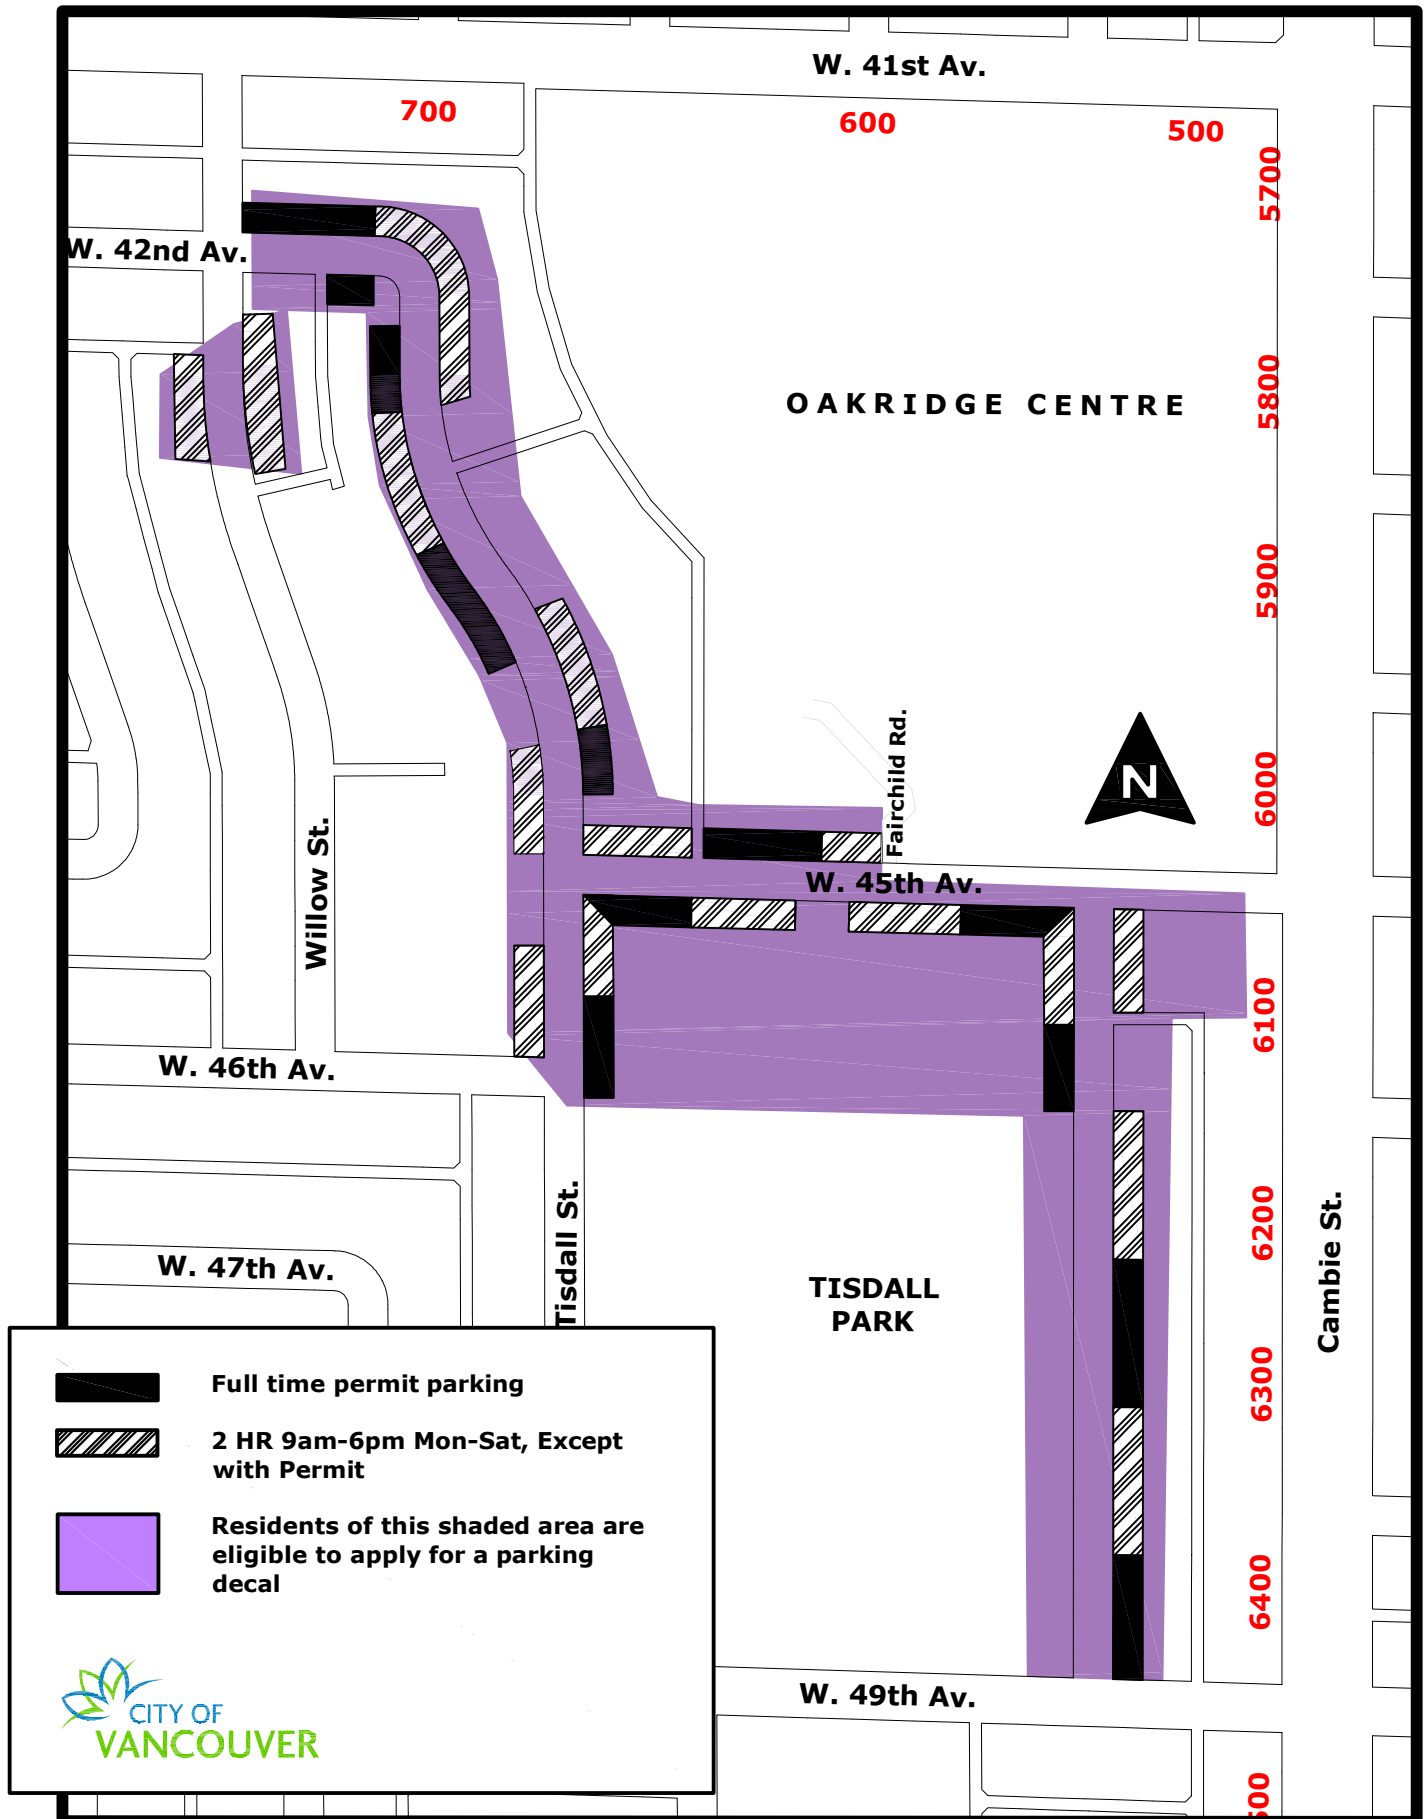 W. 41st Av.
700
600
500
5700
W. 42nd Av.
5800
OAKRIDGE CENTRE
5900
6000
Fairchild Rd.
N
Willow St.
W. 45th Av.
6100
W. 46th Av.
6200
Tisdall St.
Cambie St.
W. 47th Av.
TISDALL
PARK
6300
Full time permit parking
2 HR 9am-6pm Mon-Sat, Except
with Permit
Residents of this shaded area are
eligible to apply for a parking
decal
6400
W. 49th Av.
CITY OF
VANCOUVER